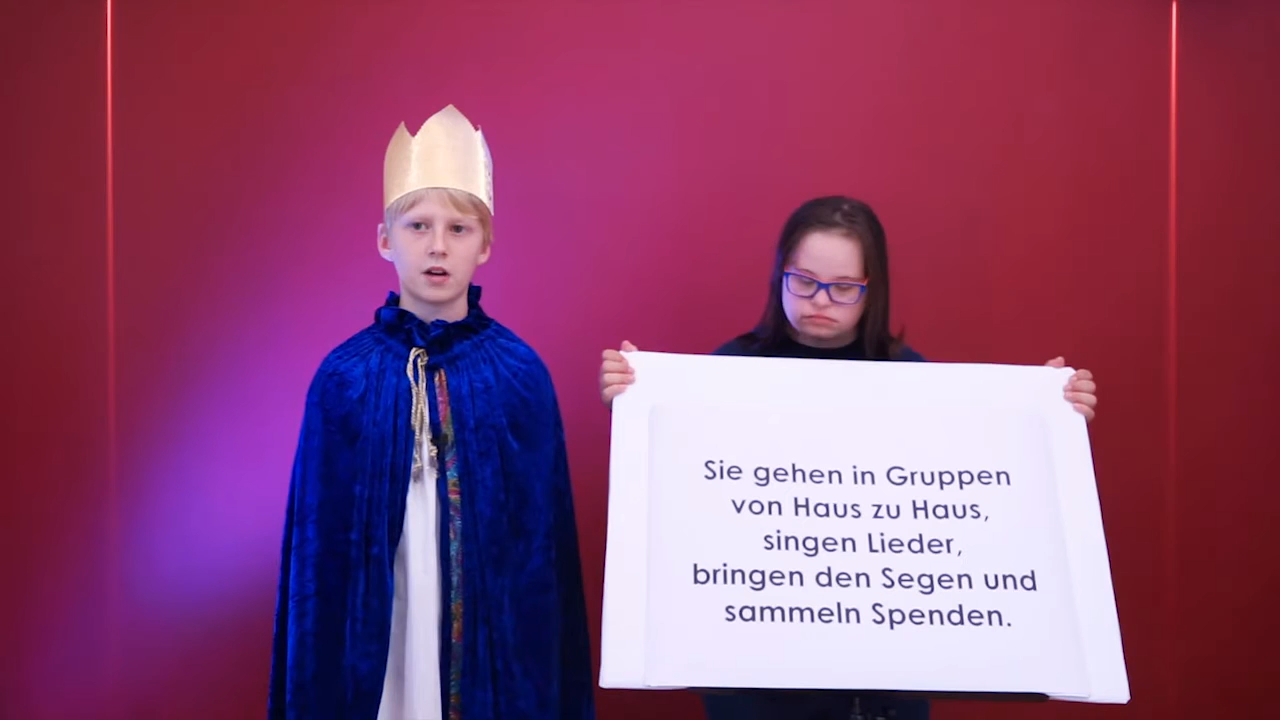 Sie gehen in Gruppen
von Haus zu Haus,
singen Lieder,
bringen den Segen und
sammeln Spenden.